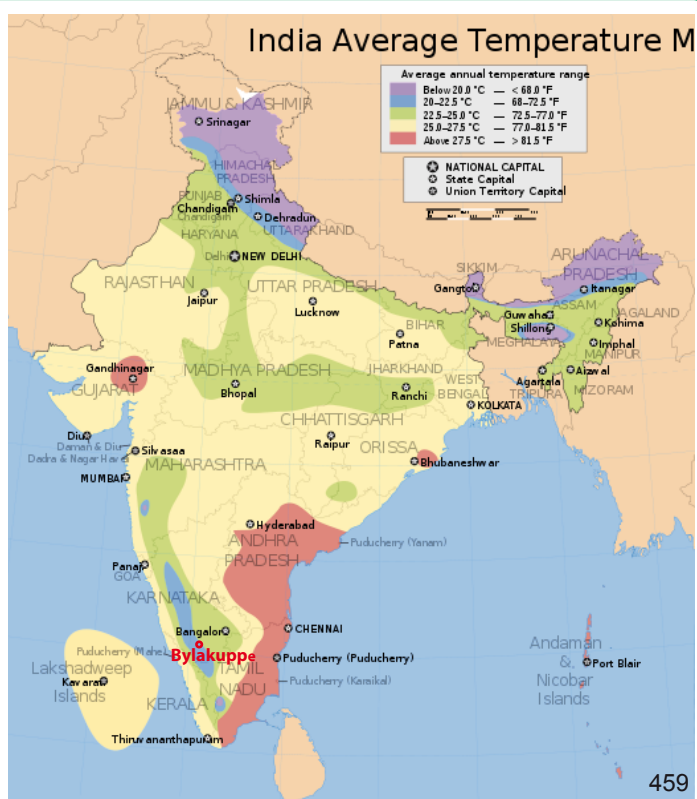 India Average Temperature M
Average annual temperature range
Below 20.0 °C — < 68.0 °F
20–22.5 °C — 68–72.5 °F
22.5–25.0 °C — 72.5–77.0 °F
25.0–27.5 °C — 77.0–81.5 °F
Above 27.5 °C — > 81.5 °F
NATIONAL CAPITAL
State Capital
Union Territory Capital
JAMMU & KASHMIR
Srinagar
HIMACHAL
PRADESH
PUNJAB
Shimla
Chandigarh
Chandigarh
Dehradun
HARYANA
UTTARAKHAND
Delhi
NEW DELHI
ARUNACHAL
PRADESH
SIKKIM
Gangtok
Itanagar
RAJASTHAN
UTTAR PRADESH
Jaipur
Lucknow
ASSAM
Guwahati
NAGALAND
Kohima
BIHAR
Shillong
Patna
MEGHALAYA
Imphal
MANIPUR
Gandhinagar
MADHYA PRADESH
JHARKHAND
Aizwal
GUJARAT
Bhopal
Ranchi
WEST
BENGAL
Agartala
TRIPURA
MIZORAM
KOLKATA
CHHATTISGARH
Diu
Raipur
ORISSA
Daman & Diu
Silvasaa
Dadra & Nagar Haveli
MAHARASHTRA
Bhubaneshwar
MUMBAI
Hyderabad
ANDHRA
PRADESH
Puducherry (Yanam)
Panaji
GOA
KARNATAKA
Bangalore
CHENNAI
Puducherry (Mahe)
Bylakuppe
Puducherry (Puducherry)
Lakshadweep
Islands
Kavarati
TAMIL
NADU
Puducherry (Karaikal)
KERALA
Thiruvananthapuram
Andaman
&
Nicobar
Islands
Port Blair
459